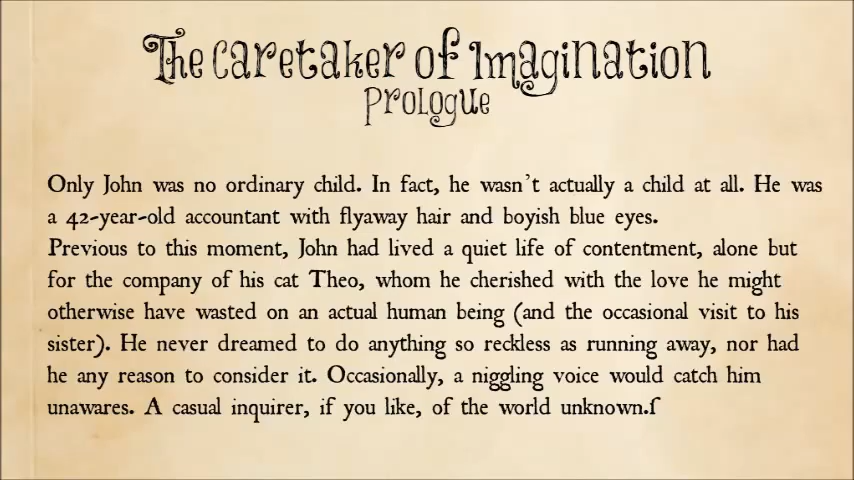 The Caretaker of Imagination
Prologue
Only John was no ordinary child. In fact, he wasn't actually a child at all. He was
a 42-year-old accountant with flyaway hair and boyish blue eyes.
Previous to this moment, John had lived a quiet life of contentment, alone but
for the company of his cat Theo, whom he cherished with the love he might
otherwise have wasted on an actual human being (and the occasional visit to his
sister). He never dreamed to do anything so reckless as running away, nor had
he any reason to consider it. Occasionally, a niggling voice would catch him
unawares. A casual inquirer, if you like, of the world unknown.ſ